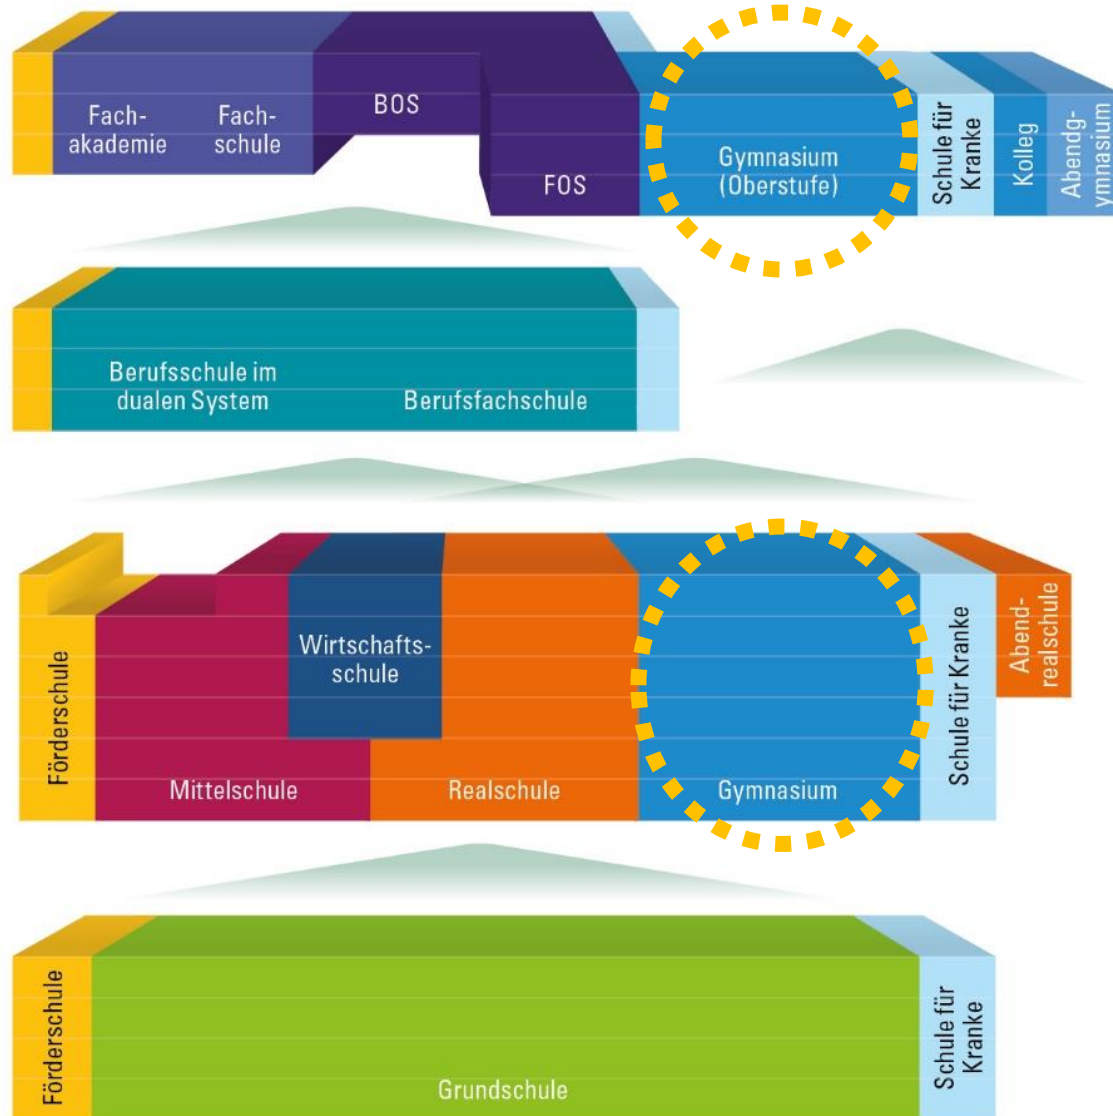 Fach-
akademie
Fach-
schule
BOS
FOS
Gymnasium
(Oberstufe)
Schule für
Kranke
Kolleg
Abendg-
ymnasium
Berufsschule im
dualen System
Berufsfachschule
Förderschule
Mittelschule
Wirtschafts-
schule
Realschule
Gymnasium
Schule für Kranke
Abend-
realschule
Förderschule
Grundschule
Schule für
Kranke